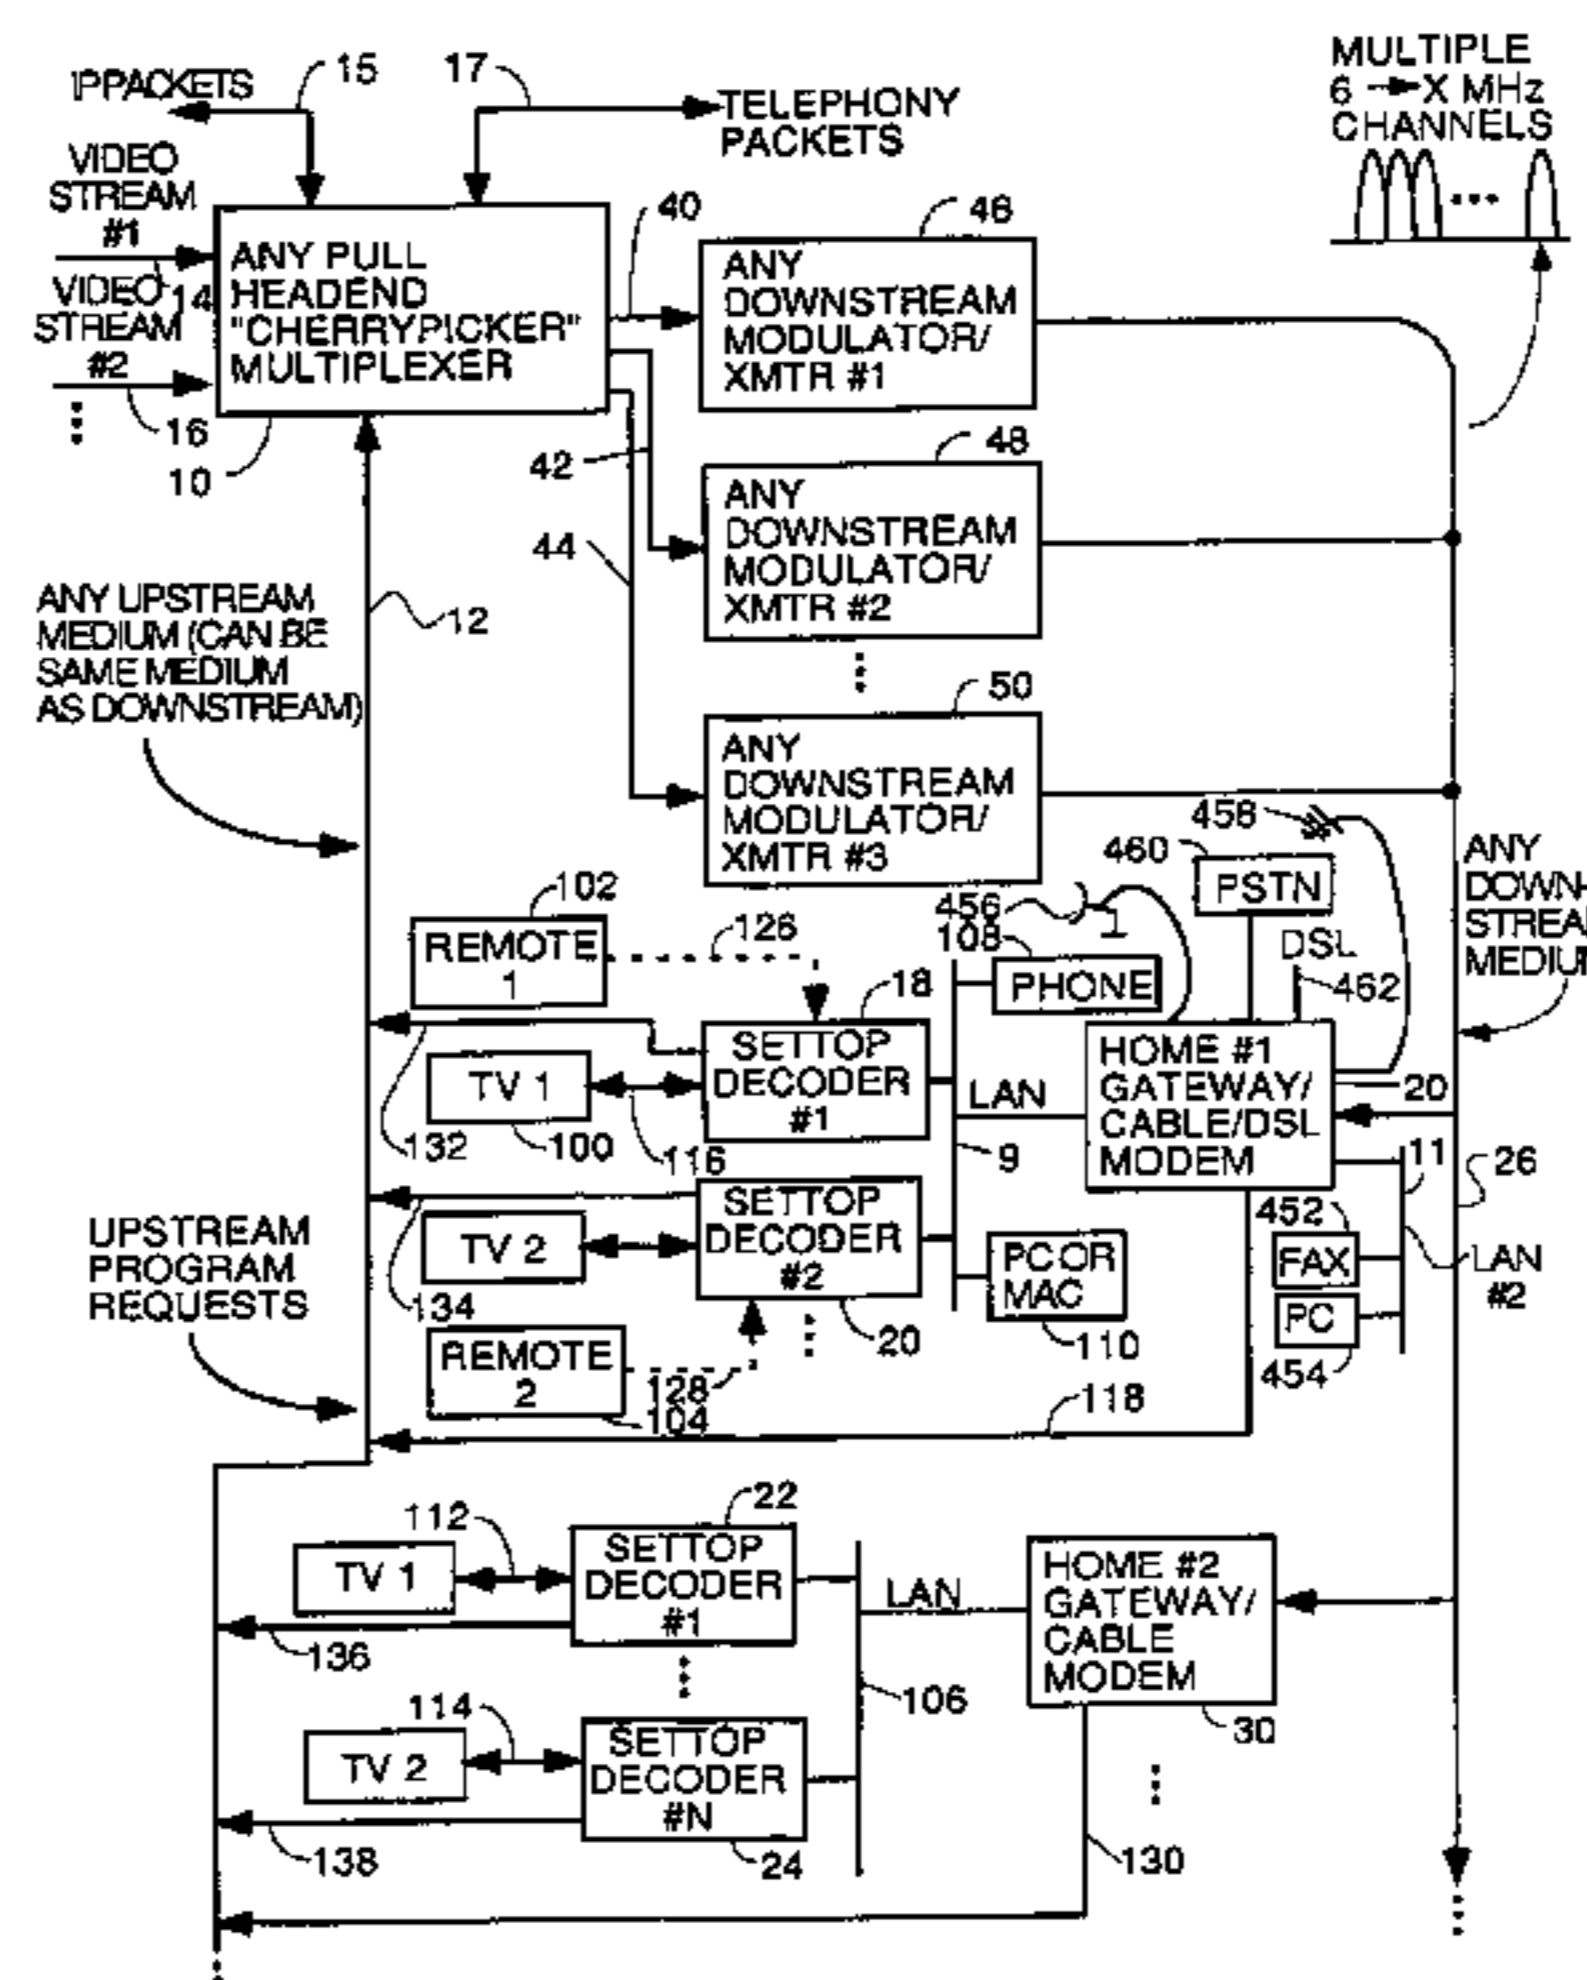 IP PACKETS
15
17
TELEPHONY
PACKETS
MULTIPLE
6 X MHz
CHANNELS
VIDEO
STREAM
#1
14
VIDEO
STREAM
#2
16
10
ANY PULL
HEADEND
"CHERRYPICKER"
MULTIPLEXER
40
42
44
46
ANY
DOWNSTREAM
MODULATOR/
XMTR #1
48
ANY
DOWNSTREAM
MODULATOR/
XMTR #2
50
ANY
DOWNSTREAM
MODULATOR/
XMTR #3
ANY UPSTREAM
MEDIUM (CAN BE
SAME MEDIUM
AS DOWNSTREAM)
12
458
460
PSTN
DSL
462
456
108
PHONE
ANY
DOWN-
STREA
MEDIU
102
REMOTE
1
126
18
SETTOP
DECODER
#1
TV 1
100
116
132
LAN
9
HOME #1
GATEWAY/
CABLE/DSL
MODEM
20
11
26
UPSTREAM
PROGRAM
REQUESTS
TV 2
134
SETTOP
DECODER
#2
20
REMOTE
2
128
104
PC OR
MAC
110
452
FAX
PC
454
LAN
#2
118
112
22
TV 1
SETTOP
DECODER
#1
136
LAN
106
HOME #2
GATEWAY/
CABLE
MODEM
30
114
TV 2
SETTOP
DECODER
#N
24
138
130